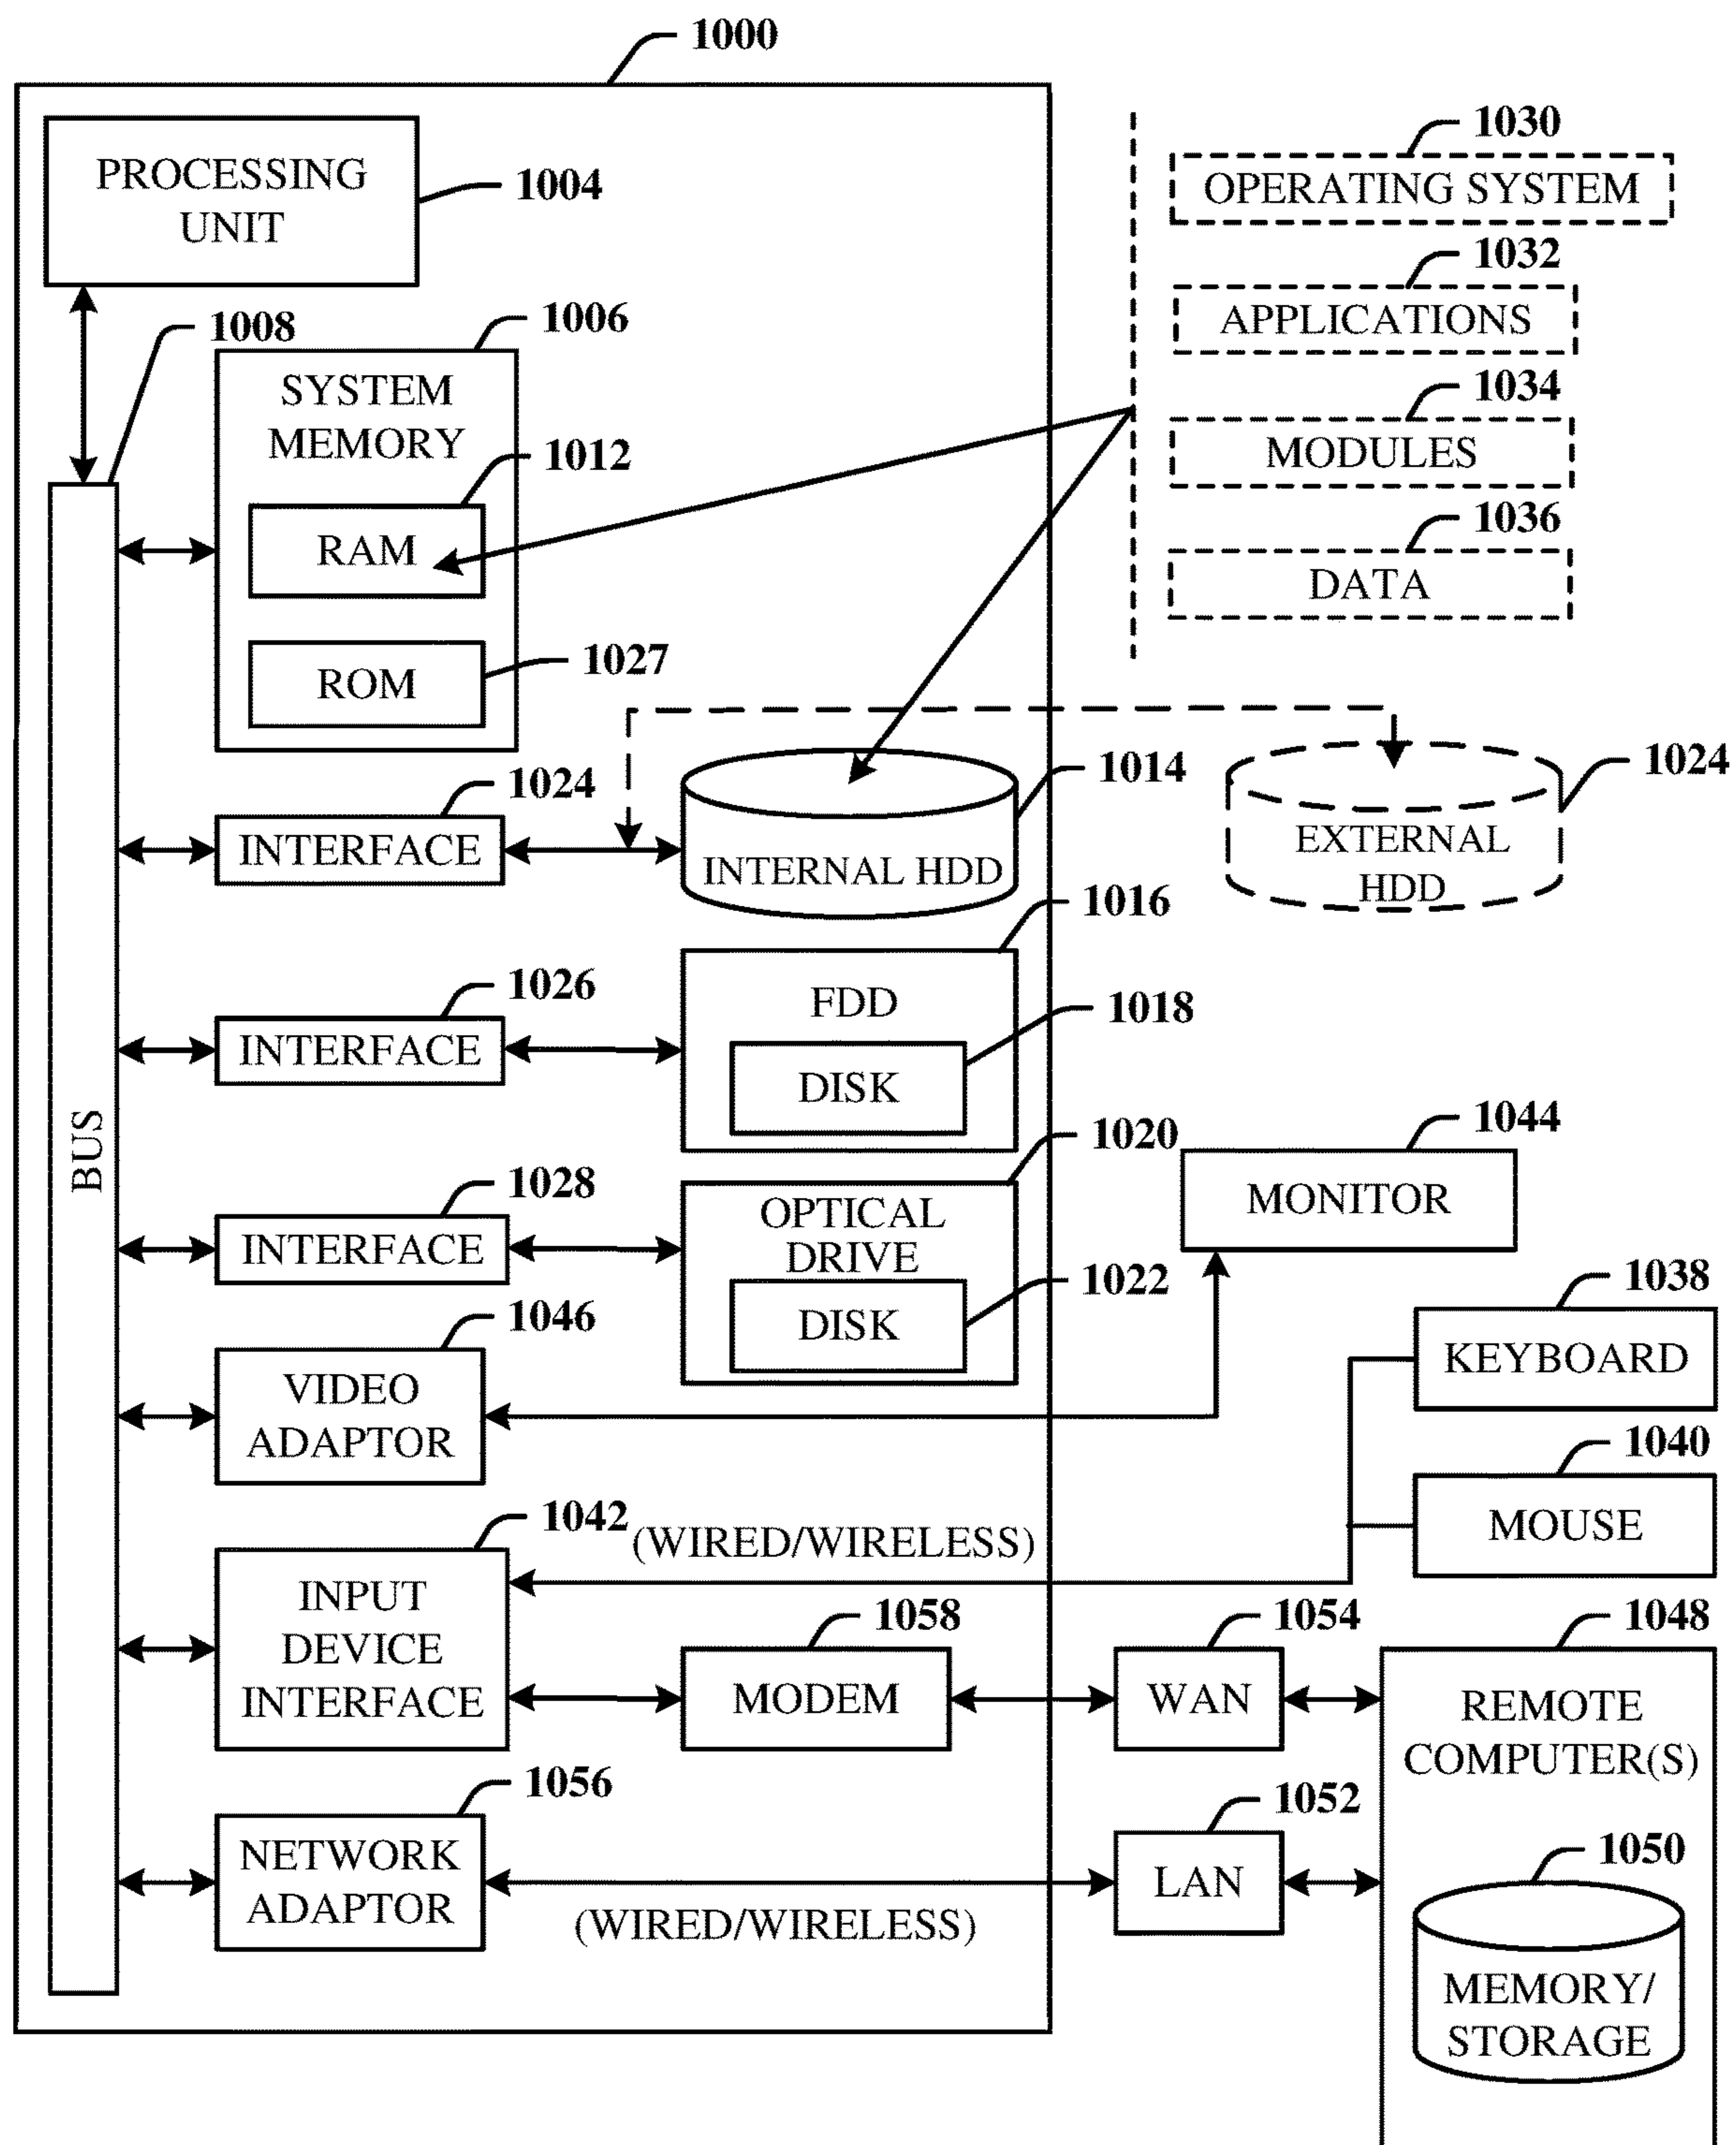 1000
PROCESSING
UNIT
1004
1030
OPERATING SYSTEM
1032
APPLICATIONS
1034
MODULES
1036
DATA
1008
1006
SYSTEM
MEMORY
1012
RAM
ROM
1027
1024
INTERFACE
1014
INTERNAL HDD
1024
EXTERNAL
HDD
1016
1026
INTERFACE
FDD
1018
DISK
BUS
1028
INTERFACE
1020
OPTICAL
DRIVE
1022
DISK
1044
MONITOR
1046
VIDEO
ADAPTOR
1038
KEYBOARD
1040
MOUSE
1042
(WIRED/WIRELESS)
INPUT
DEVICE
INTERFACE
1058
MODEM
1054
WAN
1048
REMOTE
COMPUTER(S)
1056
NETWORK
ADAPTOR
(WIRED/WIRELESS)
1052
LAN
1050
MEMORY/
STORAGE